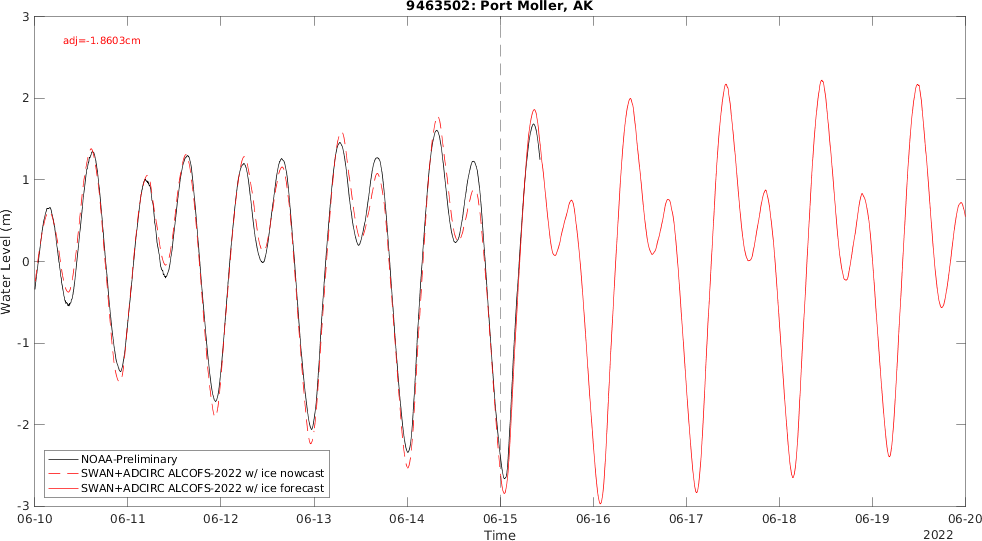 9463502: Port Moller, AK
adj=-1.8603cm
3
2
1
0
-1
-2
-3
Water Level (m)
NOAA-Preliminary
SWAN+ADCIRC ALCOFS-2022 w/ ice nowcast
SWAN+ADCIRC ALCOFS-2022 w/ ice forecast
06-10 06-11 06-12 06-13 06-14 06-15 06-16 06-17 06-18 06-19 06-20
Time
2022